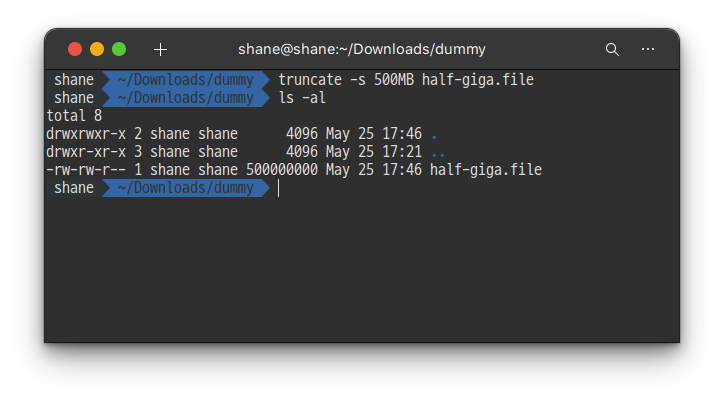 shane@shane:~/Downloads/dummy
shane ~/Downloads/dummy truncate -s 500MB half-giga.file
shane ~/Downloads/dummy ls -al
total 8
drwxrwxr-x 2 shane shane 4096 May 25 17:46 .
drwxr-xr-x 3 shane shane 4096 May 25 17:21 ..
-rw-rw-r-- 1 shane shane 500000000 May 25 17:46 half-giga.file
shane ~/Downloads/dummy